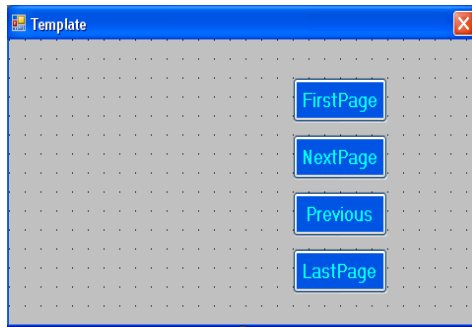 Template
FirstPage
NextPage
Previous
LastPage